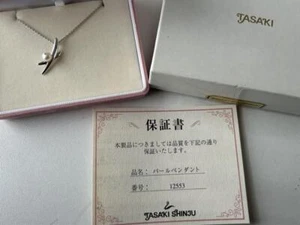 TASAKI
保証書
本製品につきましては品質を下記の通り
保証いたします。
品名: パールペンダント
番号: 12553
TASAKI SHINJU